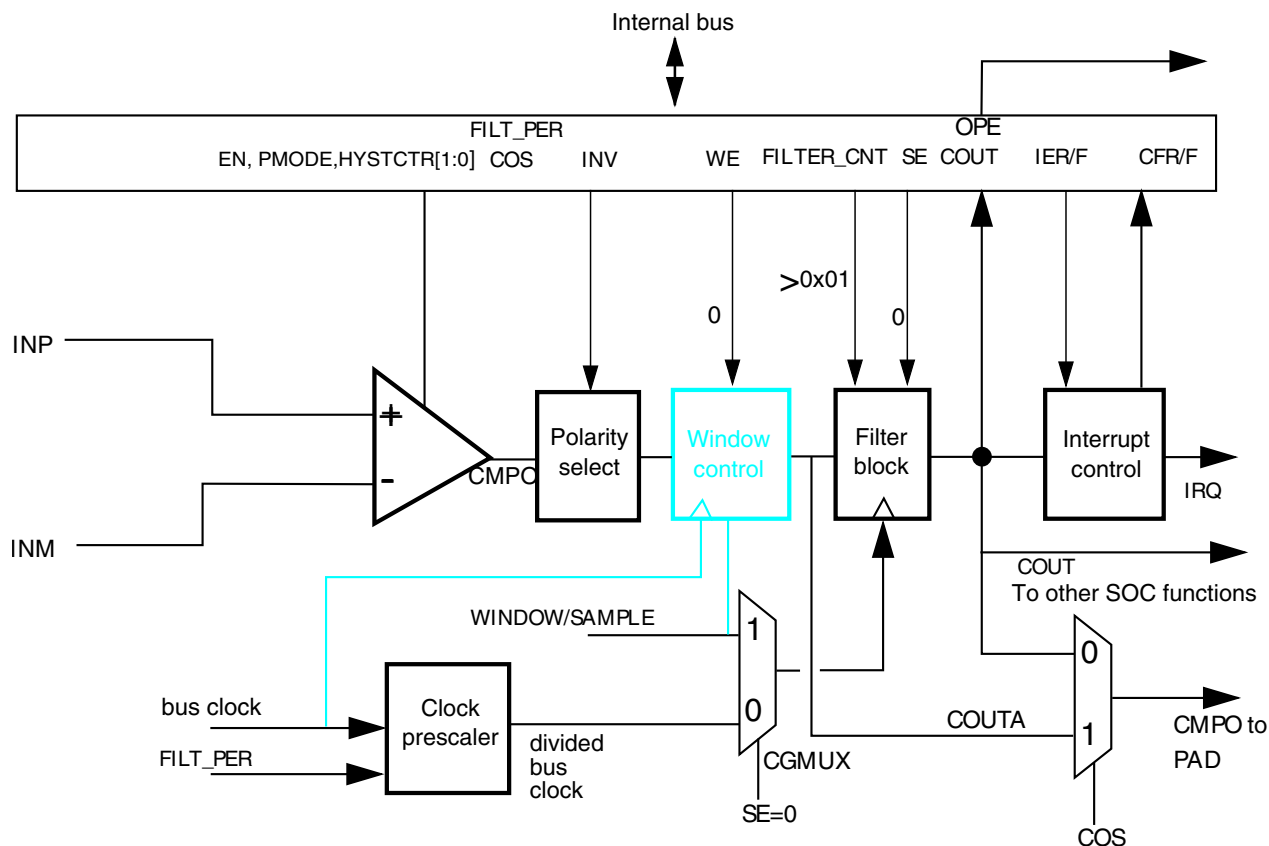 Internal bus
FILT_PER
OPE
EN, PMODE,HYSTCTR[1:0] COS INV WE FILTER_CNT SE COUT IER/F CFR/F
>0x01
0
0
INP
+
Polarity
select
Window
control
Filter
block
Interrupt
control
-
CMPO
IRQ
INM
COUT
To other SOC functions
WINDOW/SAMPLE
1
0
0
bus clock
Clock
prescaler
COUTA
1
CMPO to
PAD
FILT_PER
divided
bus
clock
CGMUX
SE=0
COS